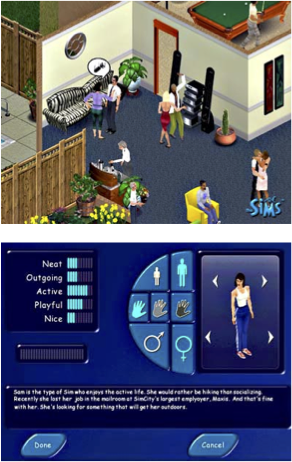 THE
SIMS
Neat
Outgoing
Active
Playful
Nice
Sam is the type of Sim who enjoys the active life. She would rather be hiking than socializing.
Recently she lost her job in the mailroom at SimCity's largest employer, Maxis. And that's fine
with her. She's looking for something that will get her outdoors.
Done
Cancel